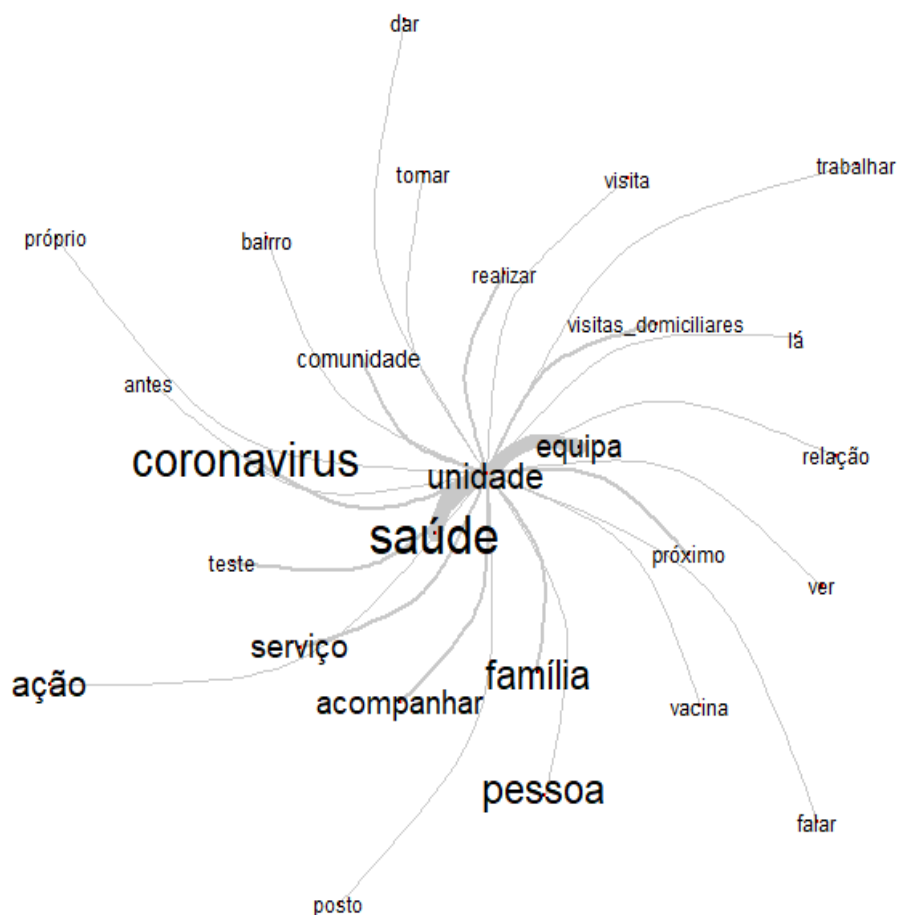 dar
tomar
visita
trabalhar
próprio
bairro
realizar
visitas_domiciliares
lá
comunidade
antes
equipa
relação
coronavirus
unidade
saúde
próximo
teste
ver
serviço
família
ação
acompanhar
vacina
pessoa
falar
posto